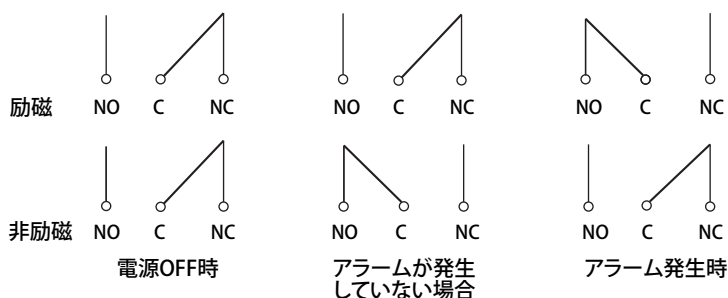 励磁 NO C NC NO C NC NO C NC
非励磁 NO C NC NO C NC NO C NC
電源OFF時
アラームが発生
していない場合
アラーム発生時